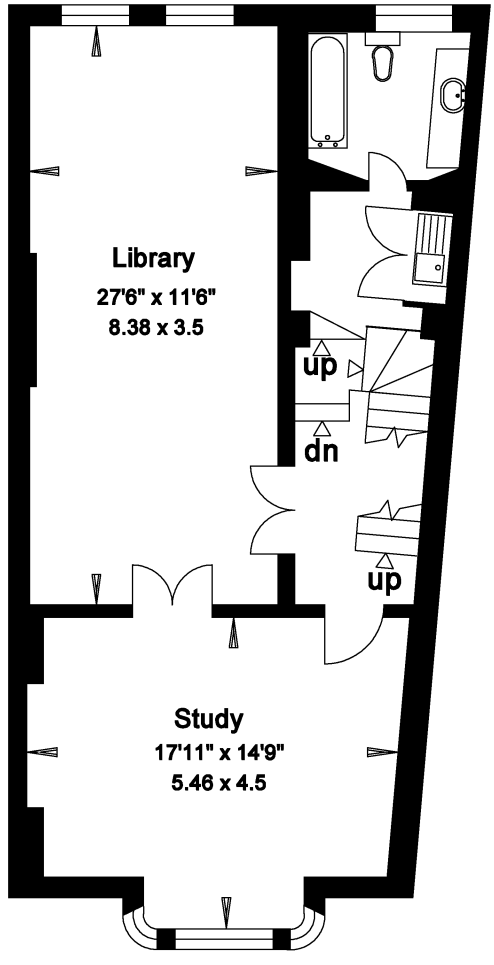 Library
27'6" x 11'6"
8.38 x 3.5
up
dn
up
Study
17'11" x 14'9"
5.46 x 4.5